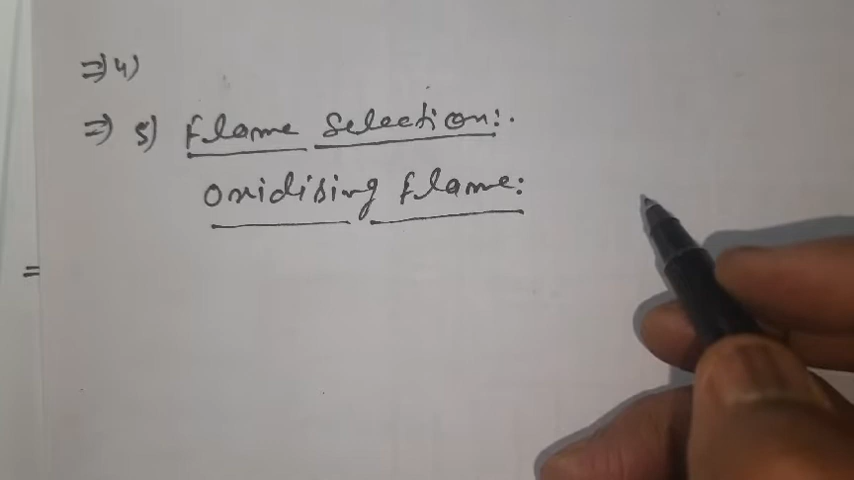 ⇒ 4)
⇒ 5) Flame Selection:.
Oxidising Flame:
=